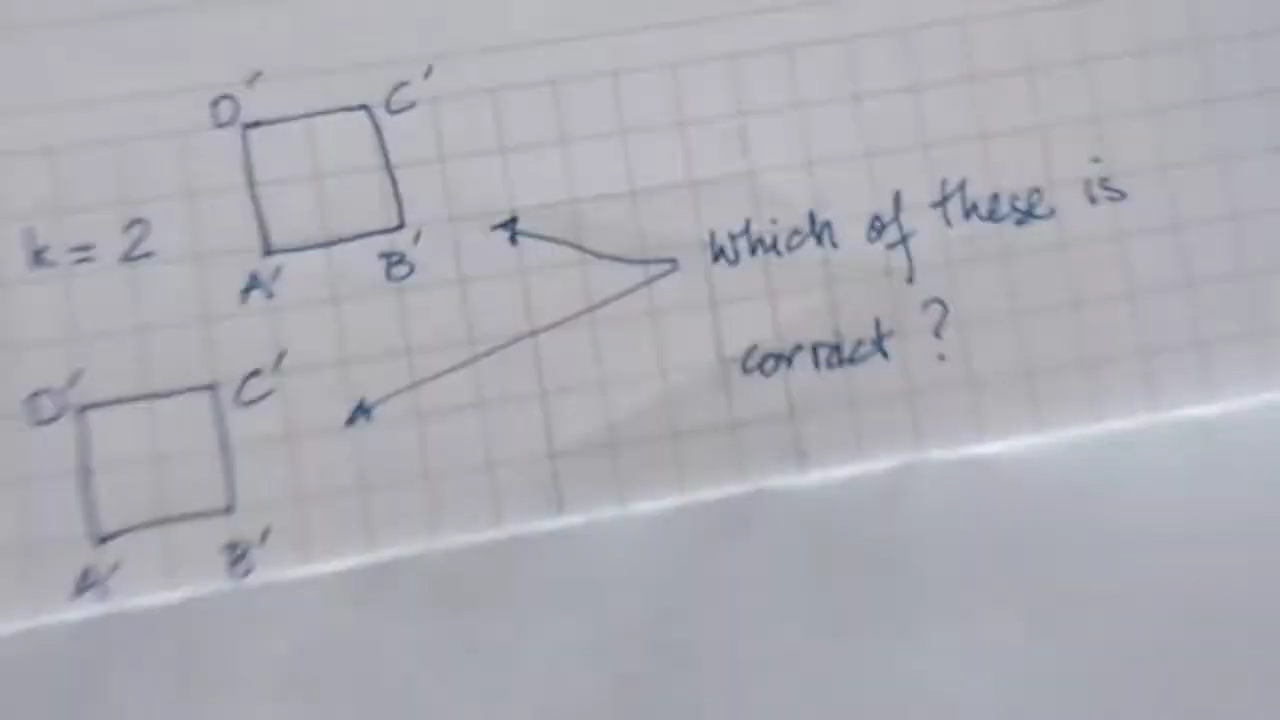 D' C'
k = 2
A' B'
which of these is
correct ?
D' C'
A' B'